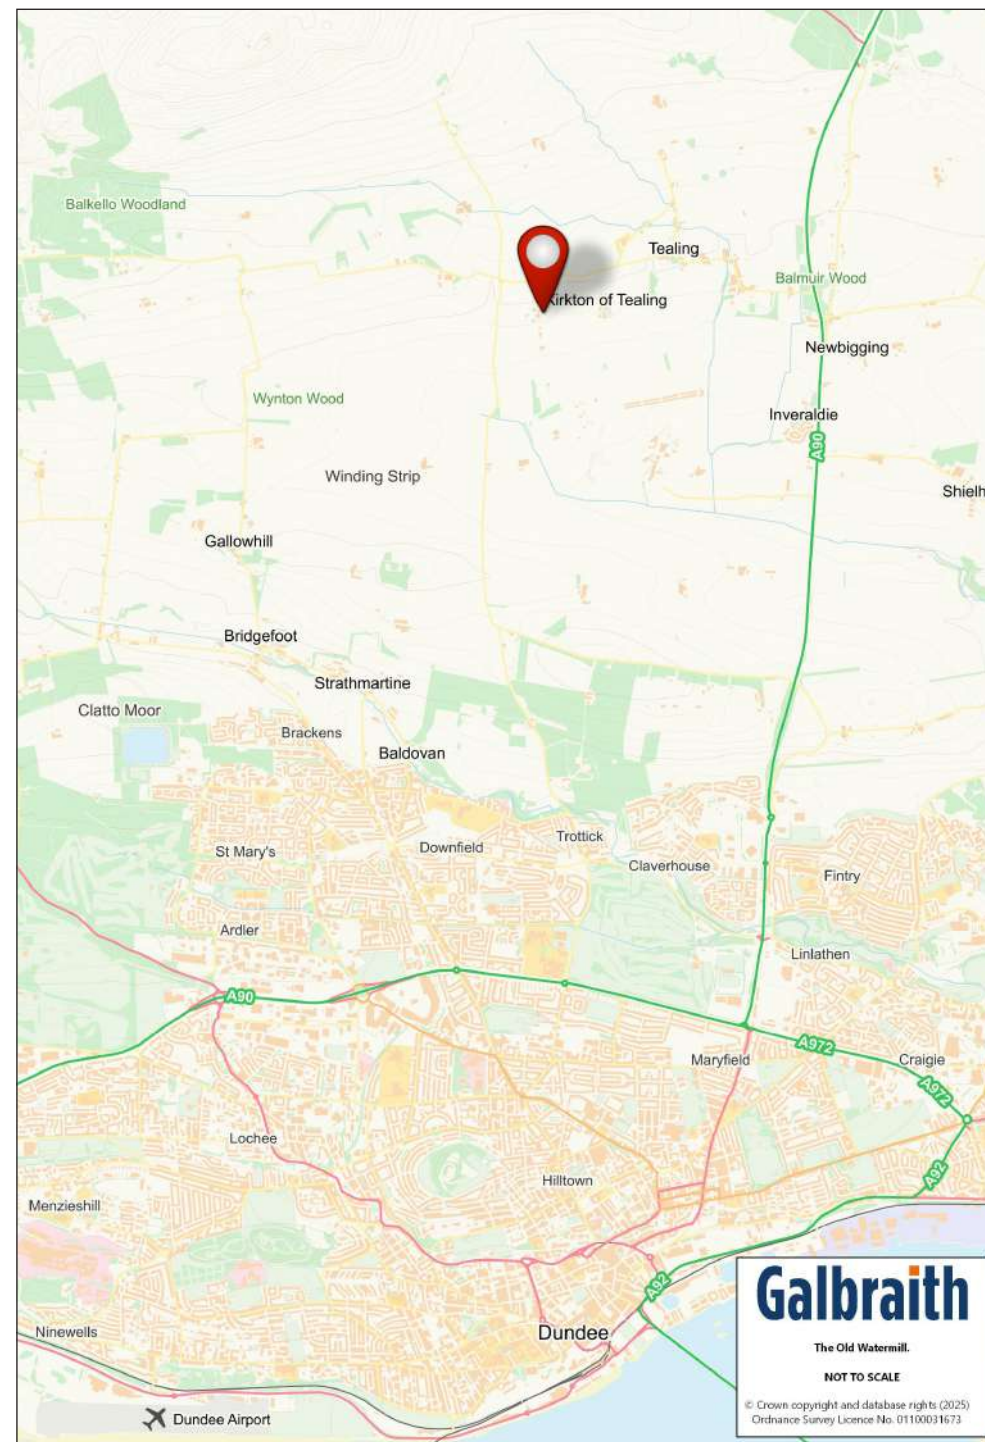 Balkello Woodland
Tealing
Balmuir Wood
Kirkton of Tealing
Newbigging
Wynton Wood
Inveraldie
A90
Winding Strip
Shielh
Gallowhill
Bridgefoot
Strathmartine
Clatto Moor
Brackens
Baldovan
Trottick
Downfield
St Mary's
Claverhouse
Fintry
Ardler
Linlathen
A90
A972
Maryfield
Craigie
A972
Lochee
A92
Hilltown
Menzieshill
A92
Ninewells
Dundee
Dundee Airport
Galbraith
The Old Watermill.
NOT TO SCALE
© Crown copyright and database rights (2025)
Ordnance Survey Licence No. 01100031673